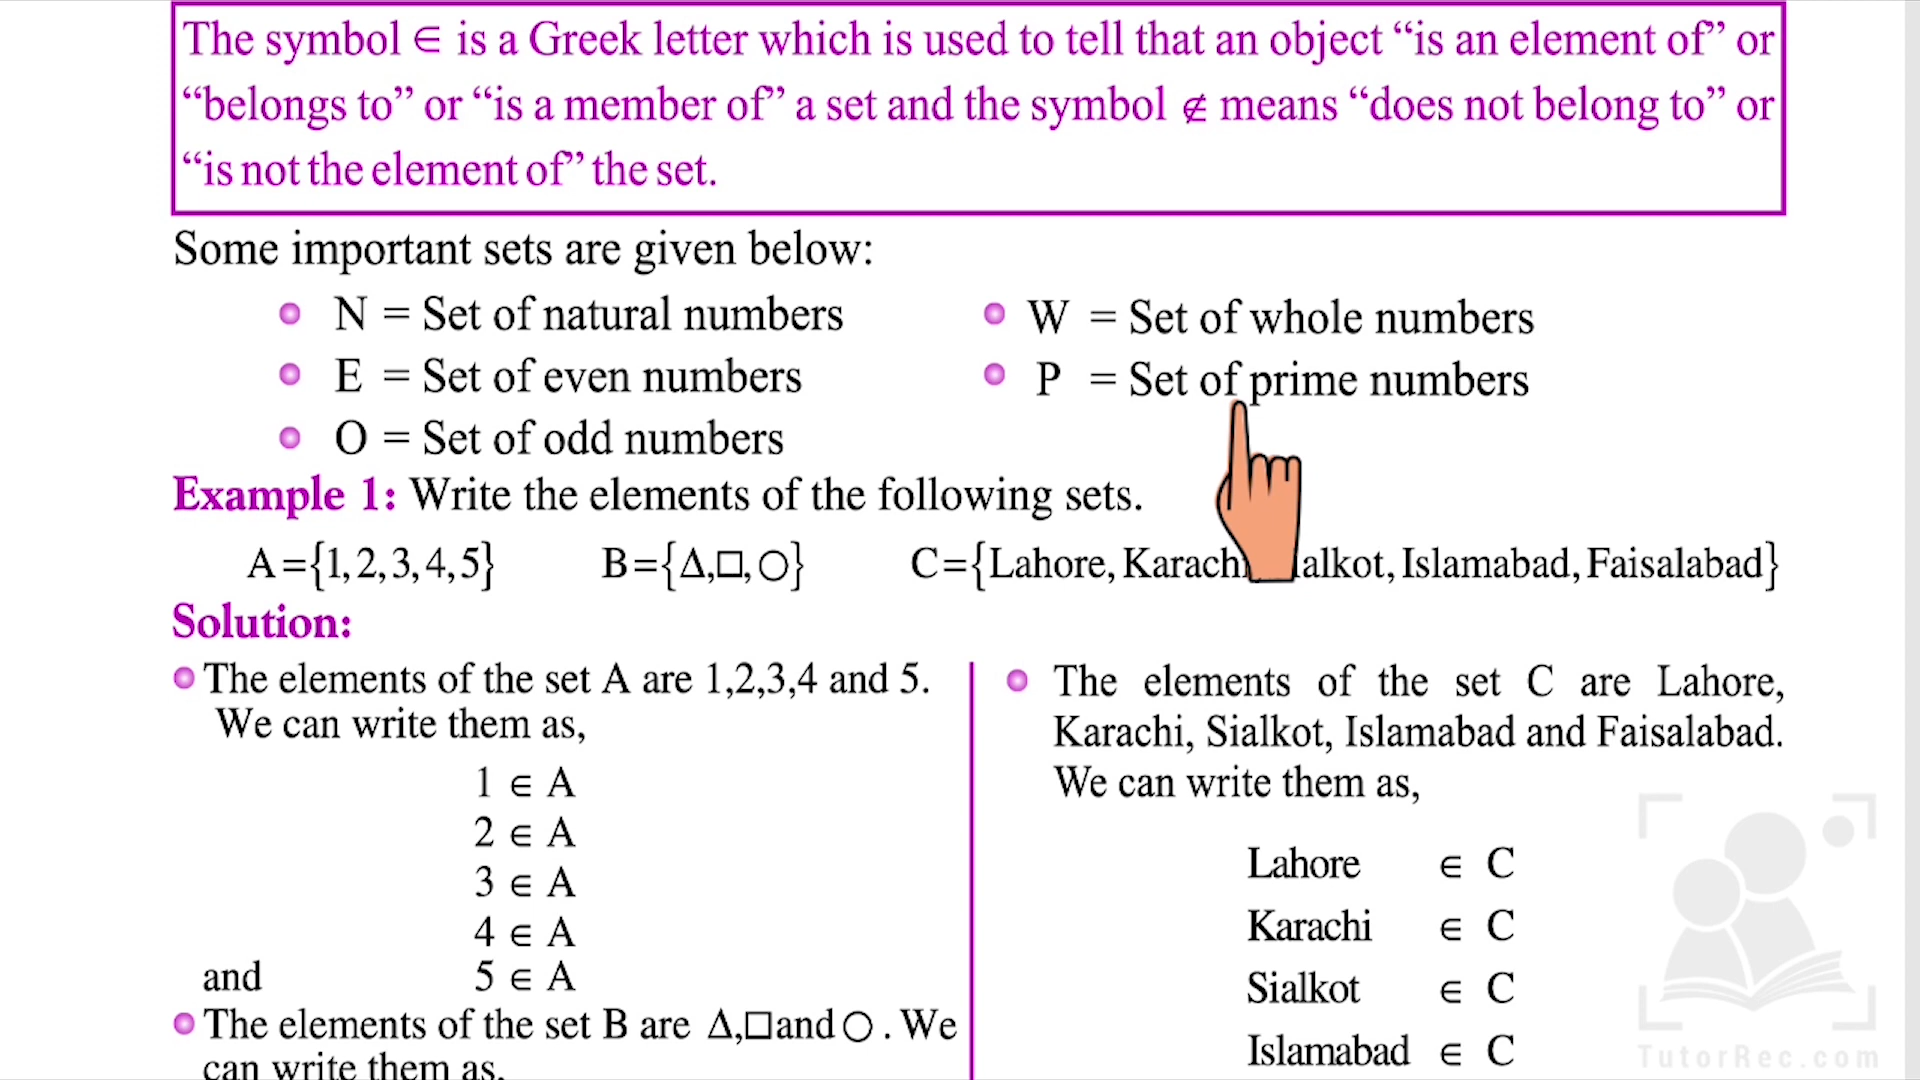 The symbol ∈ is a Greek letter which is used to tell that an object “is an element of” or
“belongs to” or “is a member of” a set and the symbol ∉ means “does not belong to” or
“is not the element of” the set.
Some important sets are given below:
N = Set of natural numbers
W = Set of whole numbers
E = Set of even numbers
P = Set of prime numbers
O = Set of odd numbers
Example 1: Write the elements of the following sets.
A={1,2,3,4,5} B={Δ,□,○} C={Lahore, Karach alkot, Islamabad, Faisalabad}
Solution:
The elements of the set A are 1,2,3,4 and 5.
We can write them as,
1 ∈ A
2 ∈ A
3 ∈ A
4 ∈ A
and 5 ∈ A
The elements of the set B are Δ,□and○. We
can write them as,
The elements of the set C are Lahore,
Karachi, Sialkot, Islamabad and Faisalabad.
We can write them as,
Lahore ∈ C
Karachi ∈ C
Sialkot ∈ C
Islamabad ∈ C
TutorRec.com